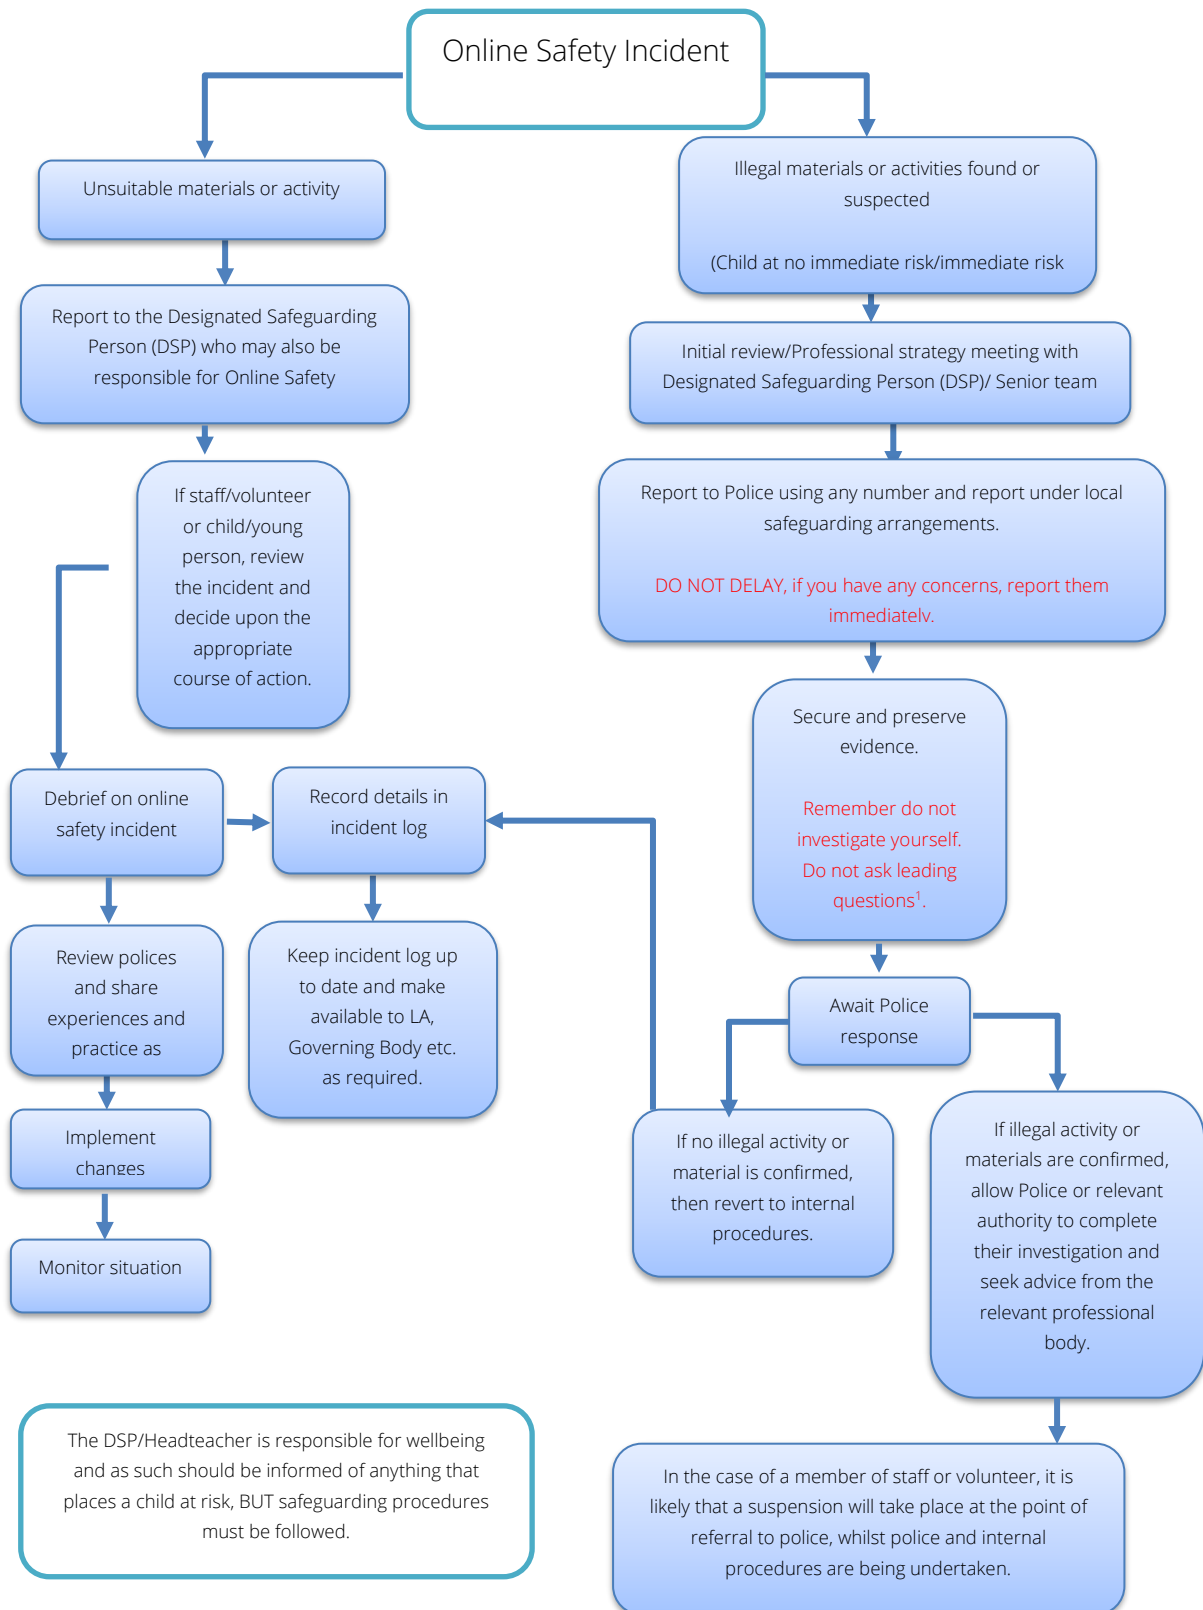 Online Safety Incident
Unsuitable materials or activity
Report to the Designated Safeguarding
Person (DSP) who may also be
responsible for Online Safety
If staff/volunteer
or child/young
person, review
the incident and
decide upon the
appropriate
course of action.
Debrief on online
safety incident
Record details in
incident log
Review polices
and share
experiences and
practice as
Keep incident log up
to date and make
available to LA,
Governing Body etc.
as required.
Implement
changes
Monitor situation
Illegal materials or activities found or
suspected
(Child at no immediate risk/immediate risk
Initial review/Professional strategy meeting with
Designated Safeguarding Person (DSP)/ Senior team
Report to Police using any number and report under local
safeguarding arrangements.
DO NOT DELAY, if you have any concerns, report them
immediately.
Secure and preserve
evidence.
Remember do not
investigate yourself.
Do not ask leading
questions¹.
Await Police
response
If no illegal activity or
material is confirmed,
then revert to internal
procedures.
If illegal activity or
materials are confirmed,
allow Police or relevant
authority to complete
their investigation and
seek advice from the
relevant professional
body.
In the case of a member of staff or volunteer, it is
likely that a suspension will take place at the point of
referral to police, whilst police and internal
procedures are being undertaken.
The DSP/Headteacher is responsible for wellbeing
and as such should be informed of anything that
places a child at risk, BUT safeguarding procedures
must be followed.